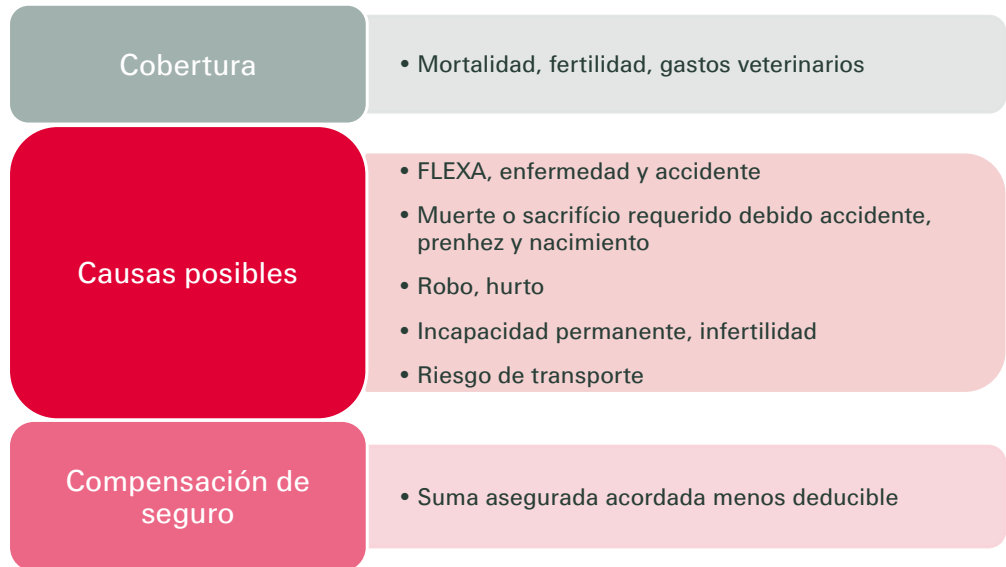 Cobertura
• Mortalidad, fertilidad, gastos veterinarios
Causas posibles
• FLEXA, enfermedad y accidente
• Muerte o sacrifício requerido debido accidente,
prenhez y nacimiento
• Robo, hurto
• Incapacidad permanente, infertilidad
• Riesgo de transporte
Compensación de
seguro
• Suma asegurada acordada menos deducible